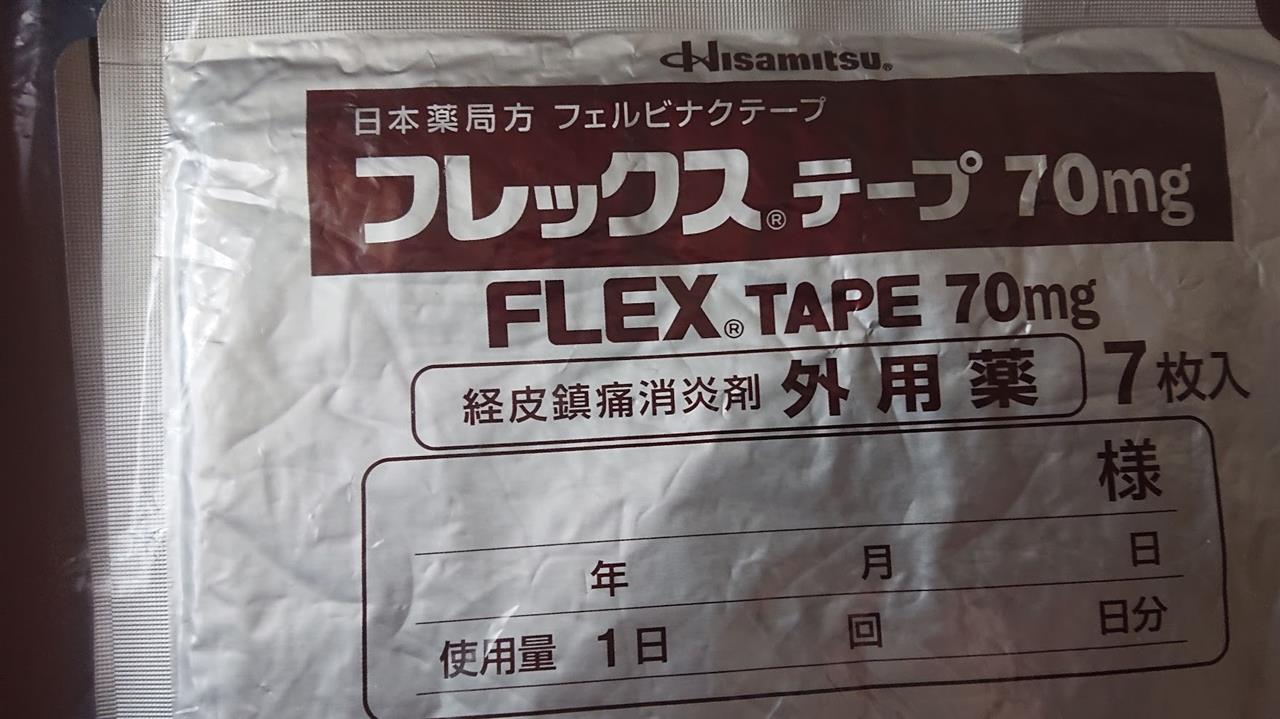 Hisamitsu®
日本薬局方 フェルビナクテープ
フレックス®テープ 70mg
FLEX® TAPE 70mg
経皮鎮痛消炎剤 外用薬 7枚入
様
年 月 日
使用量 1日 回 日分